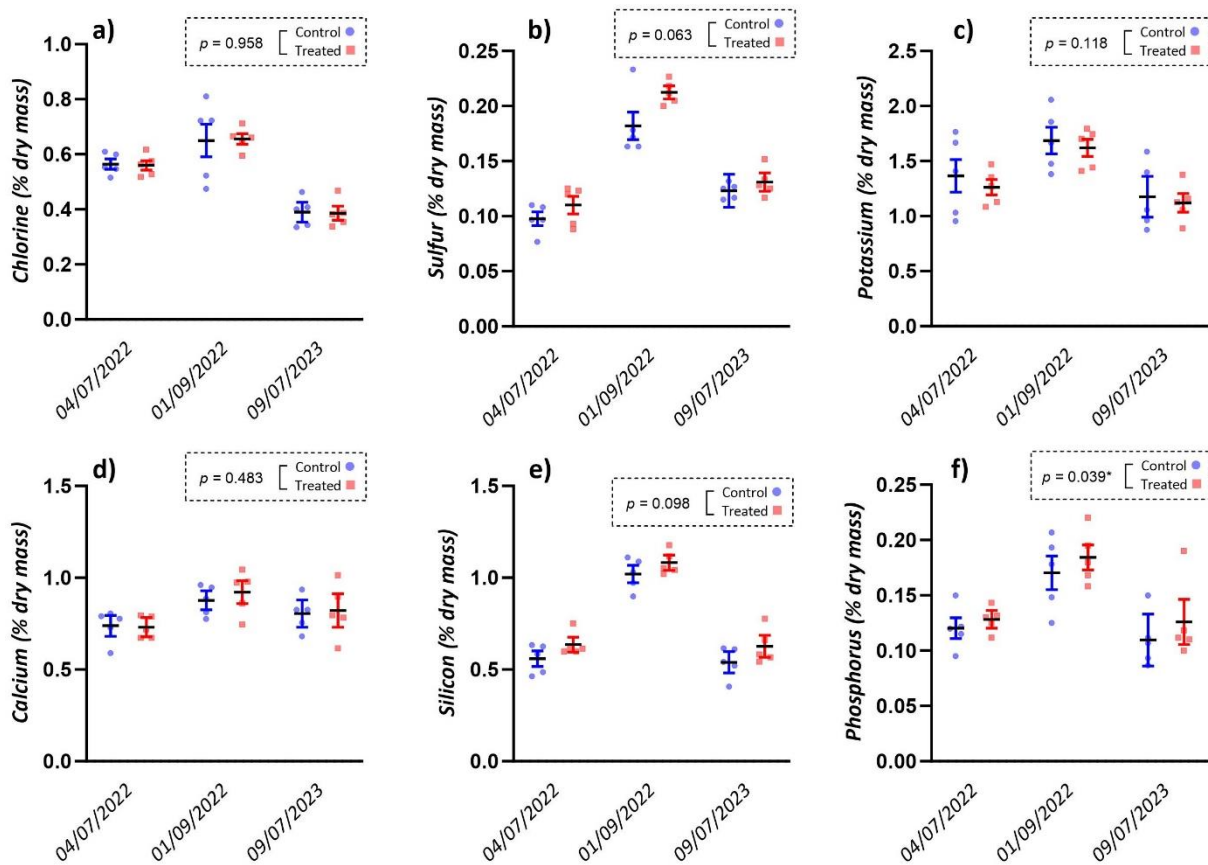 a)
p = 0.958
Control
Treated
Chlorine (% dry mass)
1.0
0.8
0.6
0.4
0.2
0.0
04/07/2022
01/09/2022
09/07/2023
b)
p = 0.063
Control
Treated
Sulfur (% dry mass)
0.25
0.20
0.15
0.10
0.05
0.00
04/07/2022
01/09/2022
09/07/2023
c)
p = 0.118
Control
Treated
Potassium (% dry mass)
2.5
2.0
1.5
1.0
0.5
0.0
04/07/2022
01/09/2022
09/07/2023
d)
p = 0.483
Control
Treated
Calcium (% dry mass)
1.5
1.0
0.5
0.0
04/07/2022
01/09/2022
09/07/2023
e)
p = 0.098
Control
Treated
Silicon (% dry mass)
1.5
1.0
0.5
0.0
04/07/2022
01/09/2022
09/07/2023
f)
p = 0.039*
Control
Treated
Phosphorus (% dry mass)
0.25
0.20
0.15
0.10
0.05
0.00
04/07/2022
01/09/2022
09/07/2023